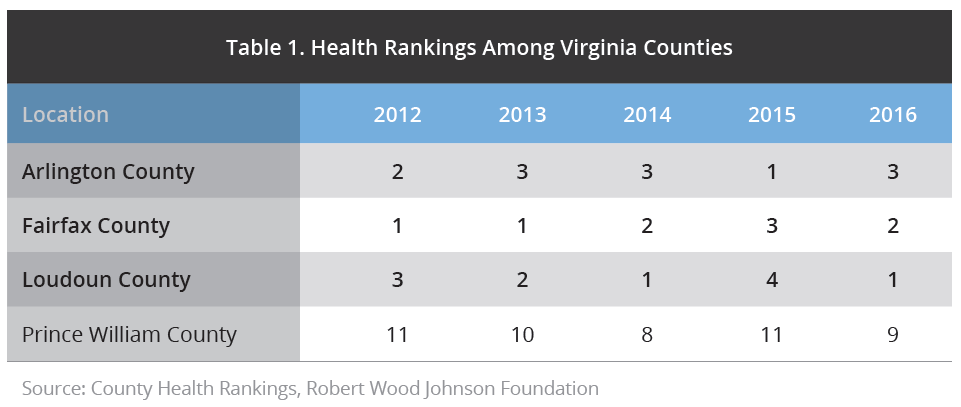 Table 1. Health Rankings Among Virginia Counties
Location 2012 2013 2014 2015 2016
Arlington County 2 3 3 1 3
Fairfax County 1 1 2 3 2
Loudoun County 3 2 1 4 1
Prince William County 11 10 8 11 9
Source: County Health Rankings, Robert Wood Johnson Foundation